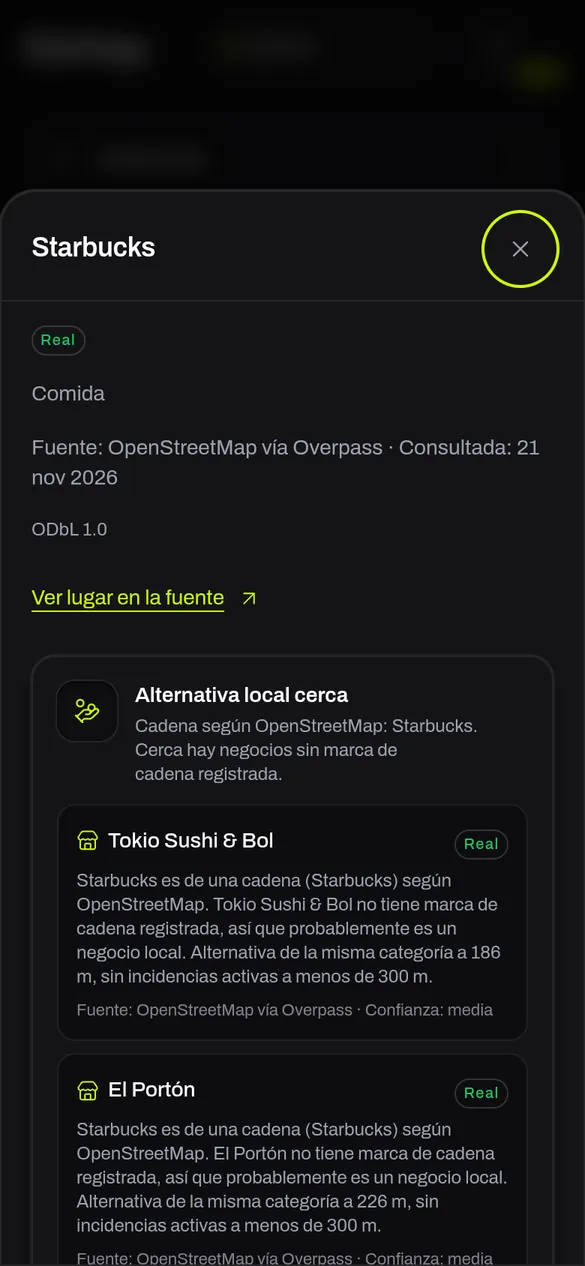 Starbucks
Real
Comida
Fuente: OpenStreetMap vía Overpass · Consultada: 21
nov 2026
ODbL 1.0
Ver lugar en la fuente
Alternativa local cerca
Cadena según OpenStreetMap: Starbucks.
Cerca hay negocios sin marca de
cadena registrada.
Tokio Sushi & Bol
Real
Starbucks es de una cadena (Starbucks) según
OpenStreetMap. Tokio Sushi & Bol no tiene marca de
cadena registrada, así que probablemente es un
negocio local. Alternativa de la misma categoría a 186
m, sin incidencias activas a menos de 300 m.
Fuente: OpenStreetMap vía Overpass · Confianza: media
El Portón
Real
Starbucks es de una cadena (Starbucks) según
OpenStreetMap. El Portón no tiene marca de cadena
registrada, así que probablemente es un negocio local.
Alternativa de la misma categoría a 226 m, sin
incidencias activas a menos de 300 m.
Fuente: OpenStreetMap vía Overpass · Confianza: media